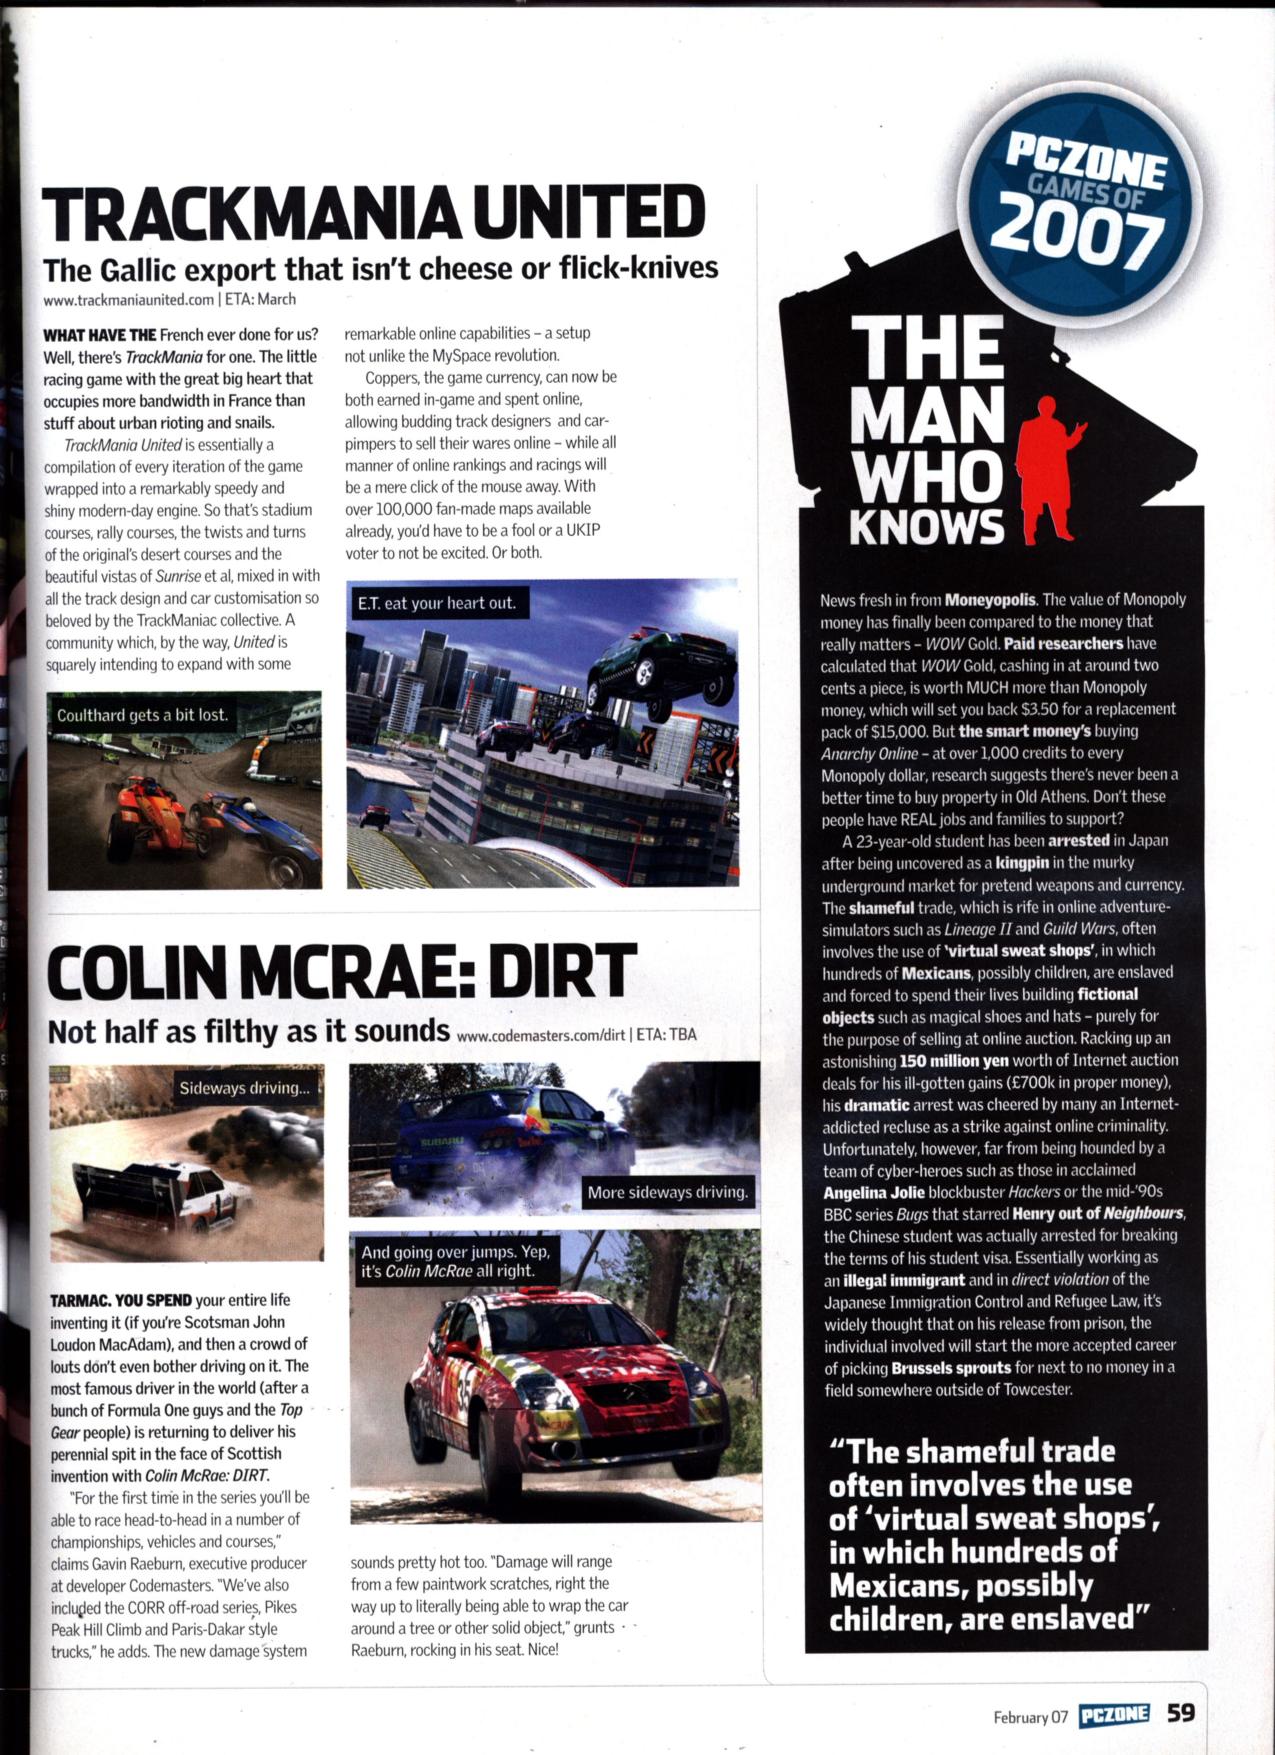 PCZONE
GAMES OF
2007
TRACKMANIA UNITED
The Gallic export that isn't cheese or flick-knives
www.trackmaniaunited.com | ETA: March
WHAT HAVE THE French ever done for us?
Well, there's TrackMania for one. The little
racing game with the great big heart that
occupies more bandwidth in France than
stuff about urban rioting and snails.
TrackMania United is essentially a
compilation of every iteration of the game
wrapped into a remarkably speedy and
shiny modern-day engine. So that's stadium
courses, rally courses, the twists and turns
of the original's desert courses and the
beautiful vistas of Sunrise et al, mixed in with
all the track design and car customisation so
beloved by the TrackManiac collective. A
community which, by the way, United is
squarely intending to expand with some
remarkable online capabilities – a setup
not unlike the MySpace revolution.
Coppers, the game currency, can now be
both earned in-game and spent online,
allowing budding track designers and car-
pimpers to sell their wares online – while all
manner of online rankings and racings will
be a mere click of the mouse away. With
over 100,000 fan-made maps available
already, you'd have to be a fool or a UKIP
voter to not be excited. Or both.
Coulthard gets a bit lost.
E.T. eat your heart out.
COLIN MCRAE: DIRT
Not half as filthy as it sounds www.codemasters.com/dirt | ETA: TBA
Sideways driving...
SUBARU
More sideways driving.
And going over jumps. Yep,
it's Colin McRae all right.
TOTAL
TARMAC. YOU SPEND your entire life
inventing it (if you're Scotsman John
Loudon MacAdam), and then a crowd of
louts don't even bother driving on it. The
most famous driver in the world (after a
bunch of Formula One guys and the Top
Gear people) is returning to deliver his
perennial spit in the face of Scottish
invention with Colin McRae: DIRT.
"For the first time in the series you'll be
able to race head-to-head in a number of
championships, vehicles and courses,"
claims Gavin Raeburn, executive producer
at developer Codemasters. "We've also
included the CORR off-road series, Pikes
Peak Hill Climb and Paris-Dakar style
trucks," he adds. The new damage system
sounds pretty hot too. "Damage will range
from a few paintwork scratches, right the
way up to literally being able to wrap the car
around a tree or other solid object," grunts
Raeburn, rocking in his seat. Nice!
THE
MAN
WHO
KNOWS
News fresh in from Moneyopolis. The value of Monopoly
money has finally been compared to the money that
really matters – WOW Gold. Paid researchers have
calculated that WOW Gold, cashing in at around two
cents a piece, is worth MUCH more than Monopoly
money, which will set you back $3.50 for a replacement
pack of $15,000. But the smart money's buying
Anarchy Online – at over 1,000 credits to every
Monopoly dollar, research suggests there's never been a
better time to buy property in Old Athens. Don't these
people have REAL jobs and families to support?
A 23-year-old student has been arrested in Japan
after being uncovered as a kingpin in the murky
underground market for pretend weapons and currency.
The shameful trade, which is rife in online adventure-
simulators such as Lineage II and Guild Wars, often
involves the use of 'virtual sweat shops', in which
hundreds of Mexicans, possibly children, are enslaved
and forced to spend their lives building fictional
objects such as magical shoes and hats – purely for
the purpose of selling at online auction. Racking up an
astonishing 150 million yen worth of Internet auction
deals for his ill-gotten gains (£700k in proper money),
his dramatic arrest was cheered by many an Internet-
addicted recluse as a strike against online criminality.
Unfortunately, however, far from being hounded by a
team of cyber-heroes such as those in acclaimed
Angelina Jolie blockbuster Hackers or the mid-'90s
BBC series Bugs that starred Henry out of Neighbours,
the Chinese student was actually arrested for breaking
the terms of his student visa. Essentially working as
an illegal immigrant and in direct violation of the
Japanese Immigration Control and Refugee Law, it's
widely thought that on his release from prison, the
individual involved will start the more accepted career
of picking Brussels sprouts for next to no money in a
field somewhere outside of Towcester.
"The shameful trade
often involves the use
of 'virtual sweat shops',
in which hundreds of
Mexicans, possibly
children, are enslaved"
February 07 PCZONE 59